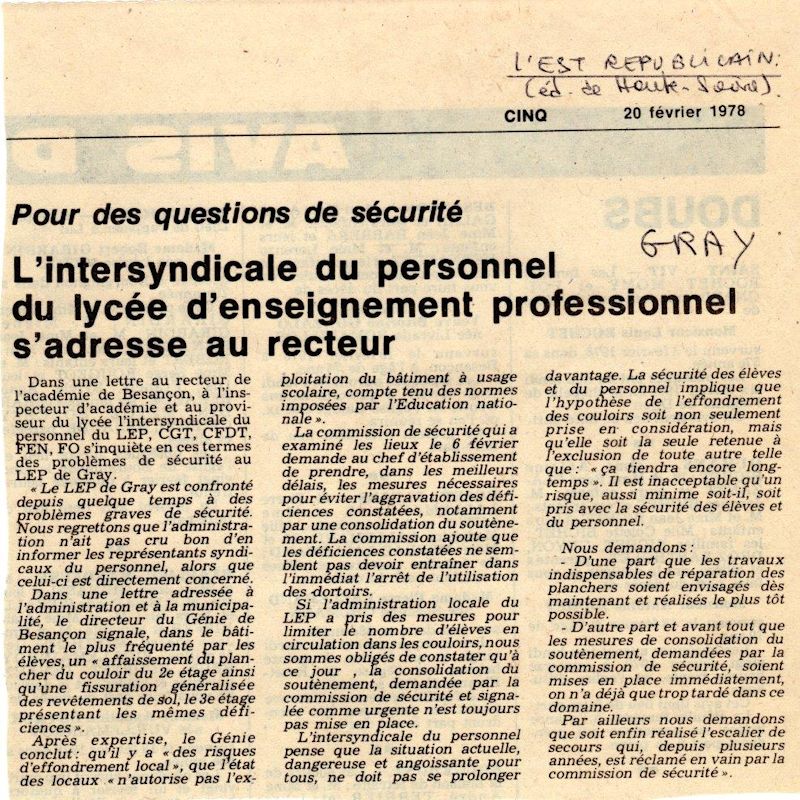 L'EST REPUBLICAIN.
(éd. de Haute-Saône).
CINQ 20 février 1978
Pour des questions de sécurité
GRAY
L'intersyndicale du personnel
du lycée d'enseignement professionnel
s'adresse au recteur
Dans une lettre au recteur de
l'académie de Besançon, à l'ins-
pecteur d'académie et au provi-
seur du lycée l'intersyndicale du
personnel du LEP, CGT, CFDT,
FEN, FO s'inquiète en ces termes
des problèmes de sécurité au
LEP de Gray.
« Le LEP de Gray est confronté
depuis quelque temps à des
problèmes graves de sécurité.
Nous regrettons que l'administra-
tion n'ait pas cru bon d'en
informer les représentants syndi-
caux du personnel, alors que
celui-ci est directement concerné.
Dans une lettre adressée à
l'administration et à la municipa-
lité, le directeur du Génie de
Besançon signale, dans le bâti-
ment le plus fréquenté par les
élèves, un « affaissement du plan-
cher du couloir du 2e étage ainsi
qu'une fissuration généralisée
des revêtements de sol, le 3e étage
présentant les mêmes défi-
ciences ».
Après expertise, le Génie
conclut : qu'il y a « des risques
d'effondrement local », que l'état
des locaux « n'autorise pas l'ex-
ploitation du bâtiment à usage
scolaire, compte tenu des normes
imposées par l'Education natio-
nale ».
La commission de sécurité qui a
examiné les lieux le 6 février
demande au chef d'établissement
de prendre, dans les meilleurs
délais, les mesures nécessaires
pour éviter l'aggravation des défi-
ciences constatées, notamment
par une consolidation du soutène-
ment. La commission ajoute que
les déficiences constatées ne sem-
blent pas devoir entraîner dans
l'immédiat l'arrêt de l'utilisation
des dortoirs.
Si l'administration locale du
LEP a pris des mesures pour
limiter le nombre d'élèves en
circulation dans les couloirs, nous
sommes obligés de constater qu'à
ce jour , la consolidation du
soutènement, demandée par la
commission de sécurité et signa-
lée comme urgente n'est toujours
pas mise en place.
L'intersyndicale du personnel
pense que la situation actuelle,
dangereuse et angoissante pour
tous, ne doit pas se prolonger
davantage. La sécurité des élèves
et du personnel implique que
l'hypothèse de l'effondrement
des couloirs soit non seulement
prise en considération, mais
qu'elle soit la seule retenue à
l'exclusion de toute autre telle
que : « ça tiendra encore long-
temps ». Il est inacceptable qu'un
risque, aussi minime soit-il, soit
pris avec la sécurité des élèves et
du personnel.
Nous demandons :
- D'une part que les travaux
indispensables de réparation des
planchers soient envisagés dès
maintenant et réalisés le plus tôt
possible.
- D'autre part et avant tout que
les mesures de consolidation du
soutènement, demandées par la
commission de sécurité, soient
mises en place immédiatement,
on n'a déjà que trop tardé dans ce
domaine.
Par ailleurs nous demandons
que soit enfin réalisé l'escalier de
secours qui, depuis plusieurs
années, est réclamé en vain par la
commission de sécurité ».